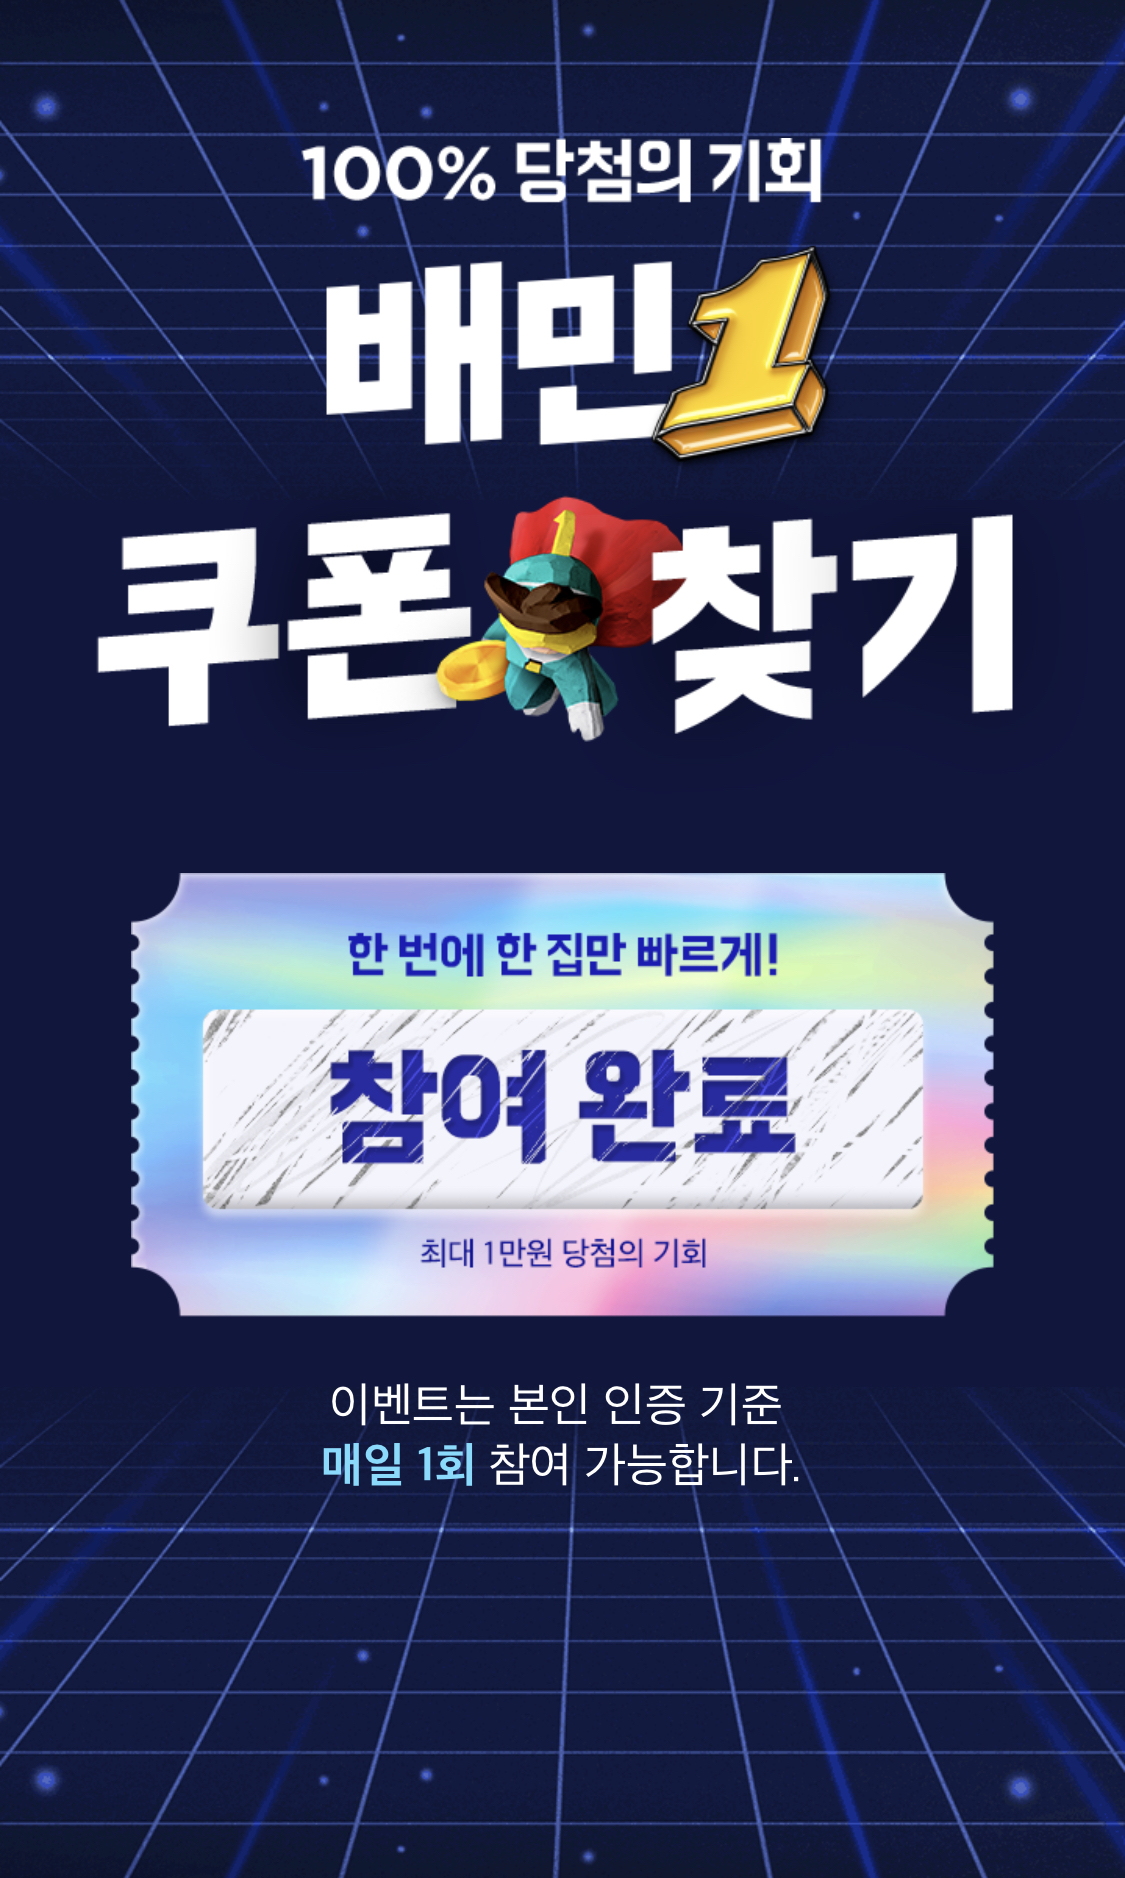 100% 당첨의 기회
배민1
쿠폰 찾기
한 번에 한 집만 빠르게!
참여 완료
최대 1만원 당첨의 기회
이벤트는 본인 인증 기준
매일 1회 참여 가능합니다.